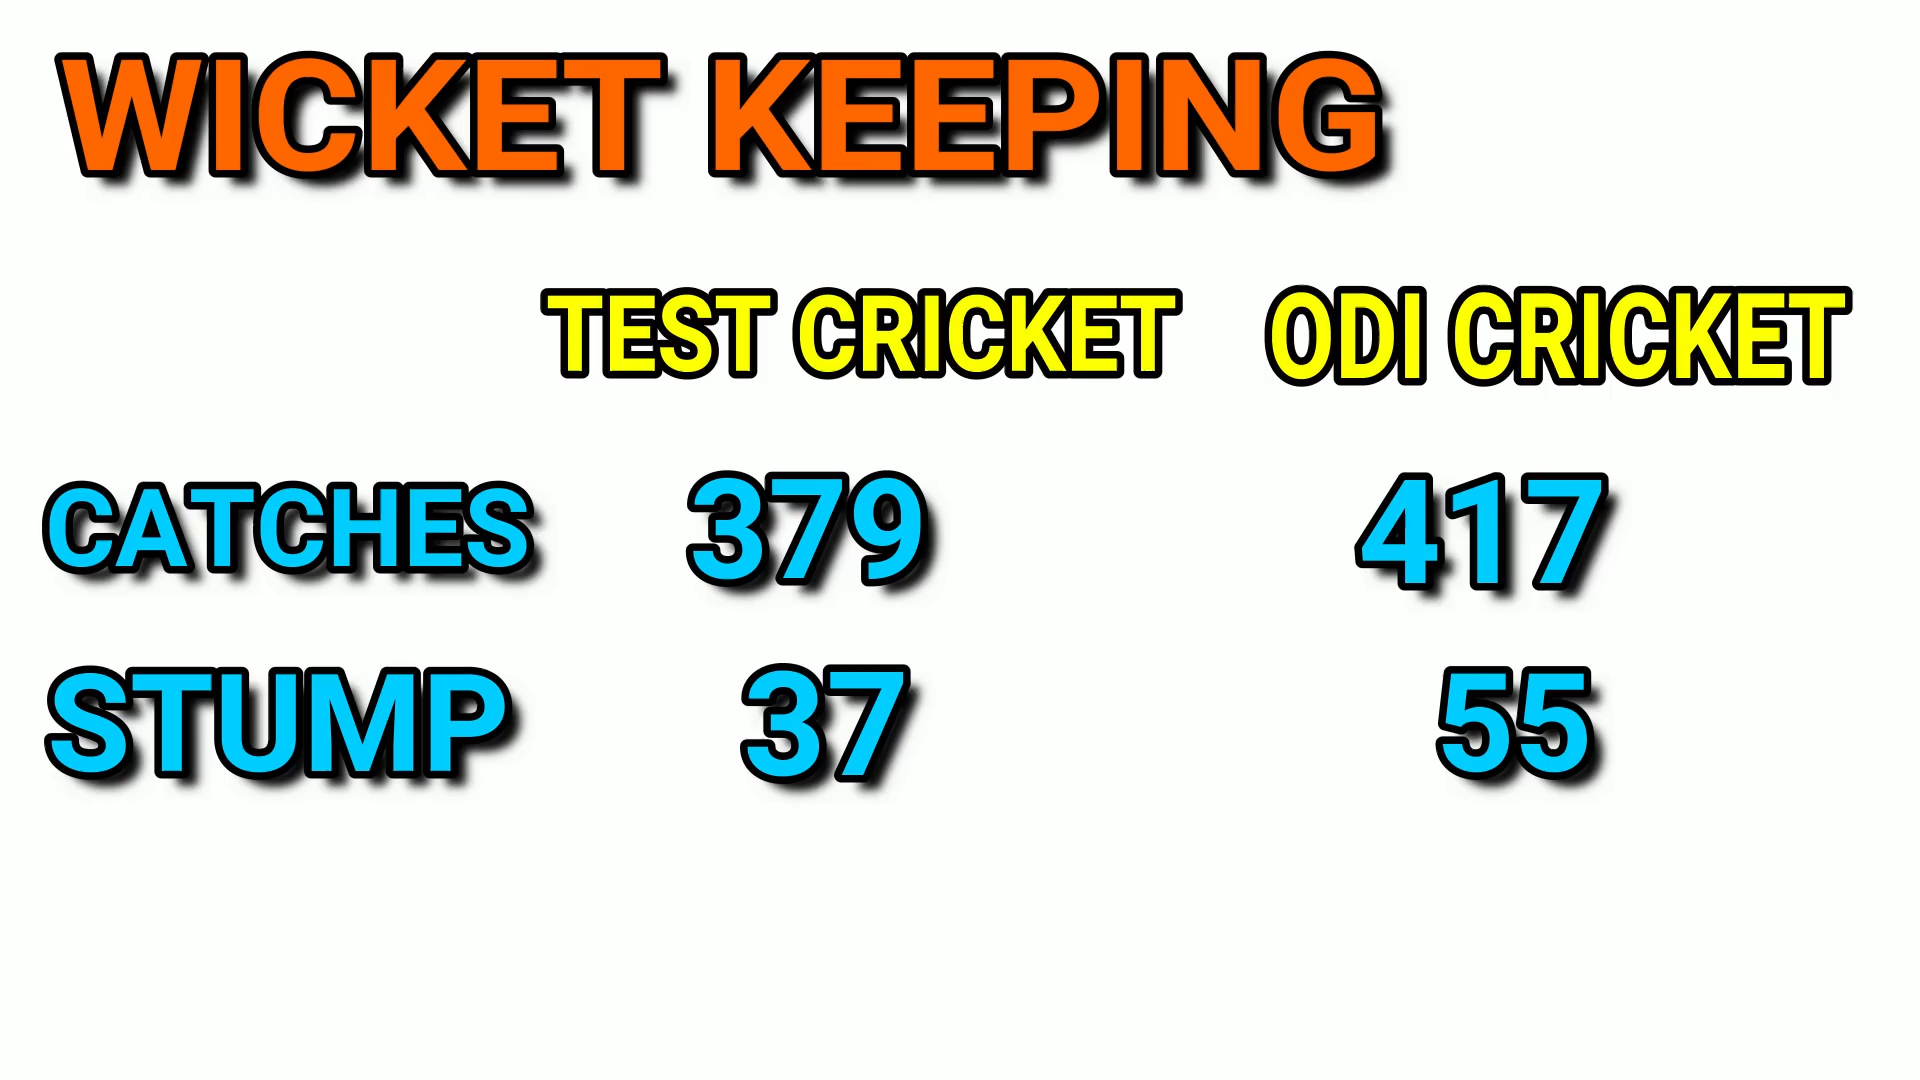 WICKET KEEPING
TEST CRICKET ODI CRICKET
CATCHES 379 417
STUMP 37 55